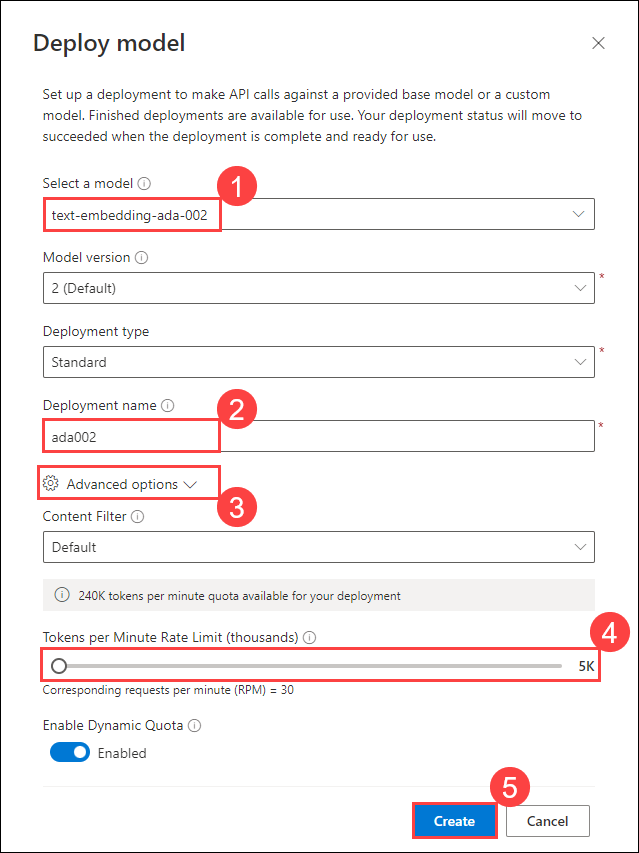 Deploy model
Set up a deployment to make API calls against a provided base model or a custom
model. Finished deployments are available for use. Your deployment status will move to
succeeded when the deployment is complete and ready for use.
Select a model
1
text-embedding-ada-002
Model version
2 (Default)
*
Deployment type
Standard
*
Deployment name
2
ada002
*
Advanced options
3
Content Filter
Default
240K tokens per minute quota available for your deployment
Tokens per Minute Rate Limit (thousands)
4
5K
Corresponding requests per minute (RPM) = 30
Enable Dynamic Quota
Enabled
5
Create
Cancel